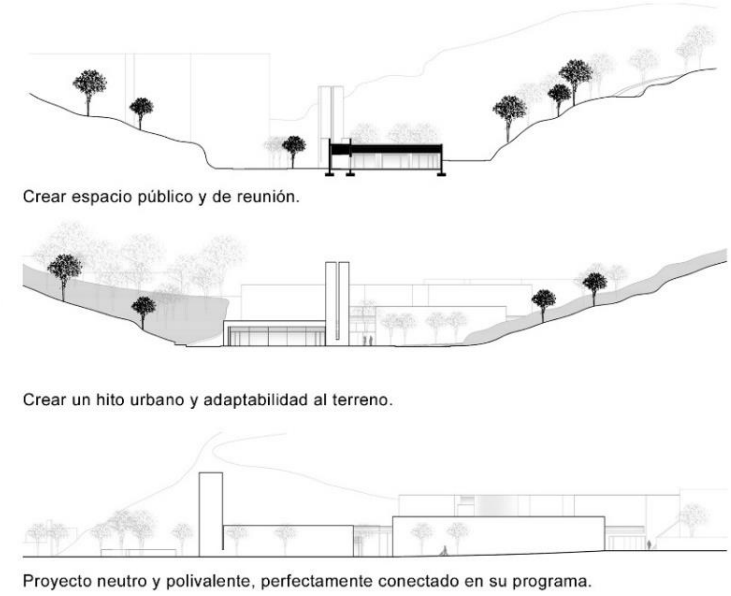 Crear espacio público y de reunión.
Crear un hito urbano y adaptabilidad al terreno.
Proyecto neutro y polivalente, perfectamente conectado en su programa.